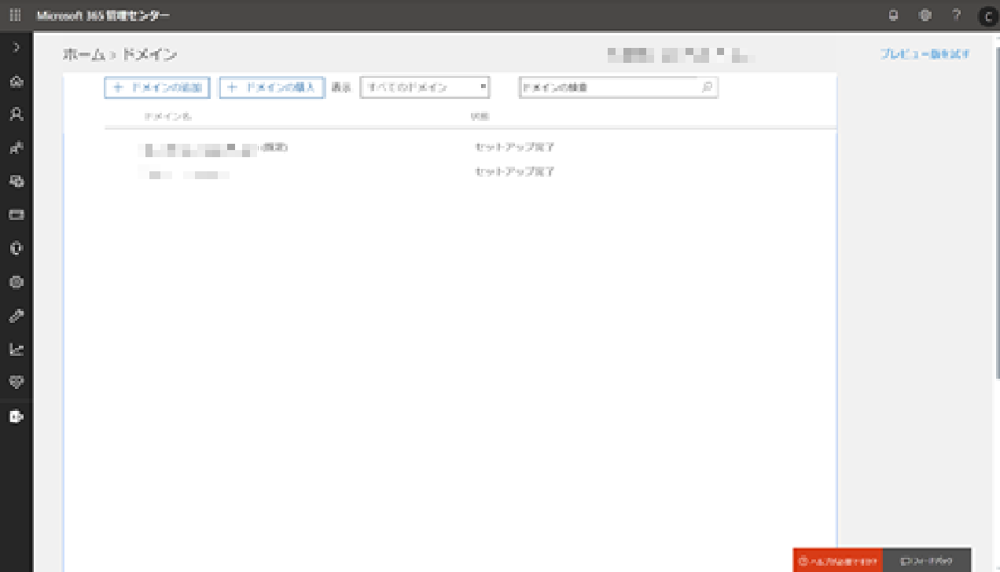 Microsoft 365 管理センター
?
C
ホーム > ドメイン
プレビュー版を試す
+ ドメインの追加
+ ドメインの購入
表示
すべてのドメイン
ドメインの検索
ドメイン名
状態
(既定)
セットアップ完了
セットアップ完了
ヘルプが必要ですか?
フィードバック